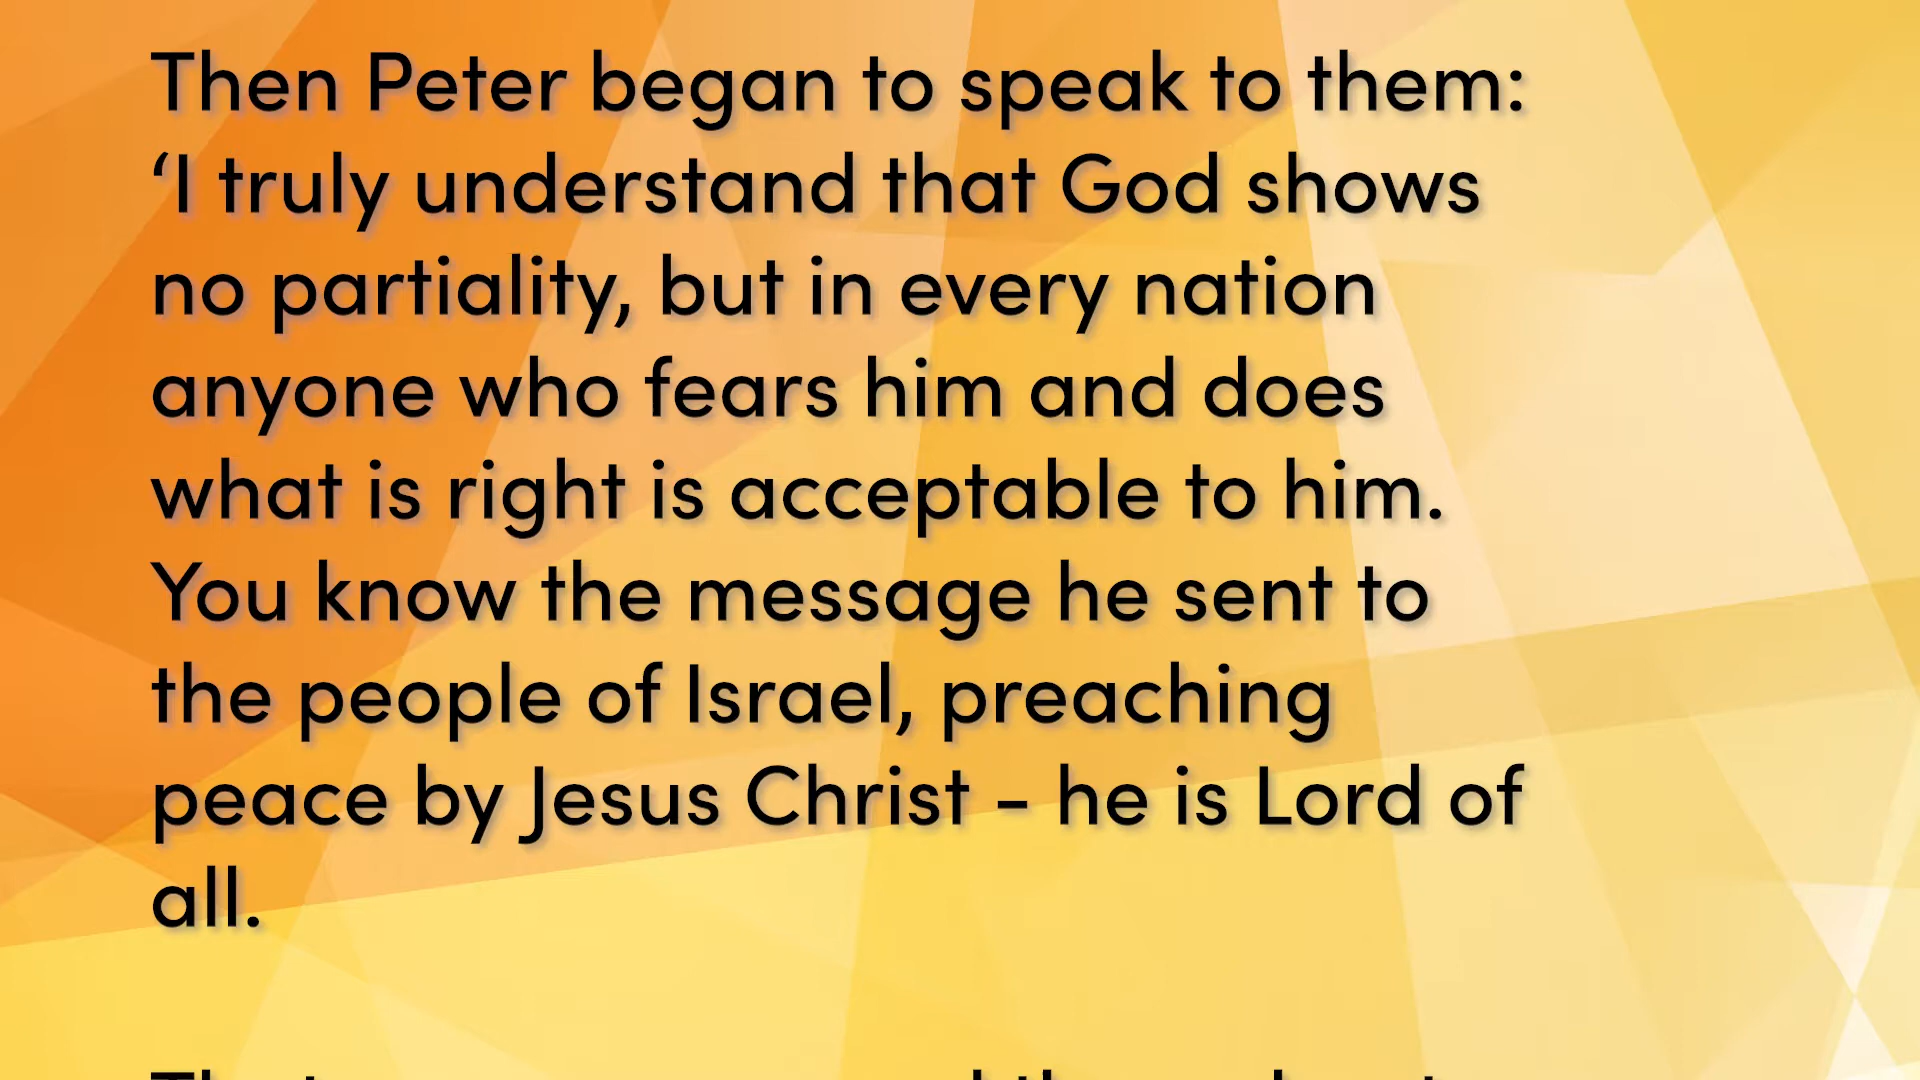 Then Peter began to speak to them:
‘I truly understand that God shows
no partiality, but in every nation
anyone who fears him and does
what is right is acceptable to him.
You know the message he sent to
the people of Israel, preaching
peace by Jesus Christ – he is Lord of
all.